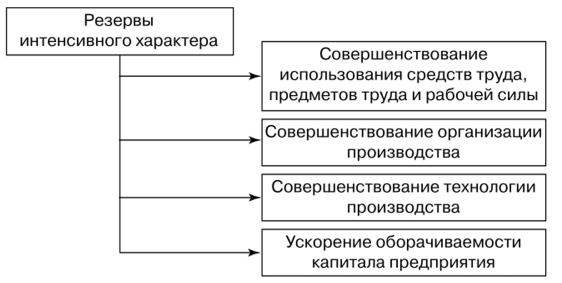 Резервы
интенсивного характера
Совершенствование
использования средств труда,
предметов труда и рабочей силы
Совершенствование организации
производства
Совершенствование технологии
производства
Ускорение оборачиваемости
капитала предприятия